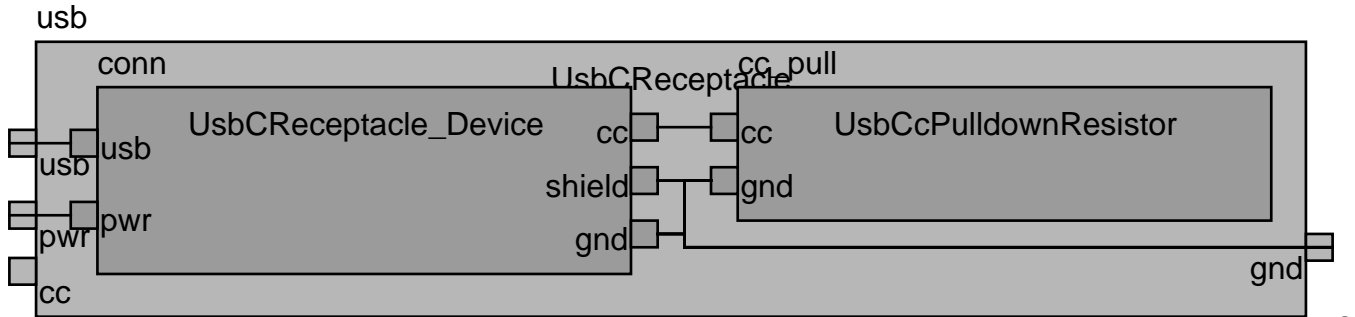 usb
conn
UsbCReceptacle
cc_pull
UsbCReceptacle_Device
UsbCcPulldownResistor
cc
cc
usb
usb
shield
gnd
pwr
pwr
gnd
gnd
cc